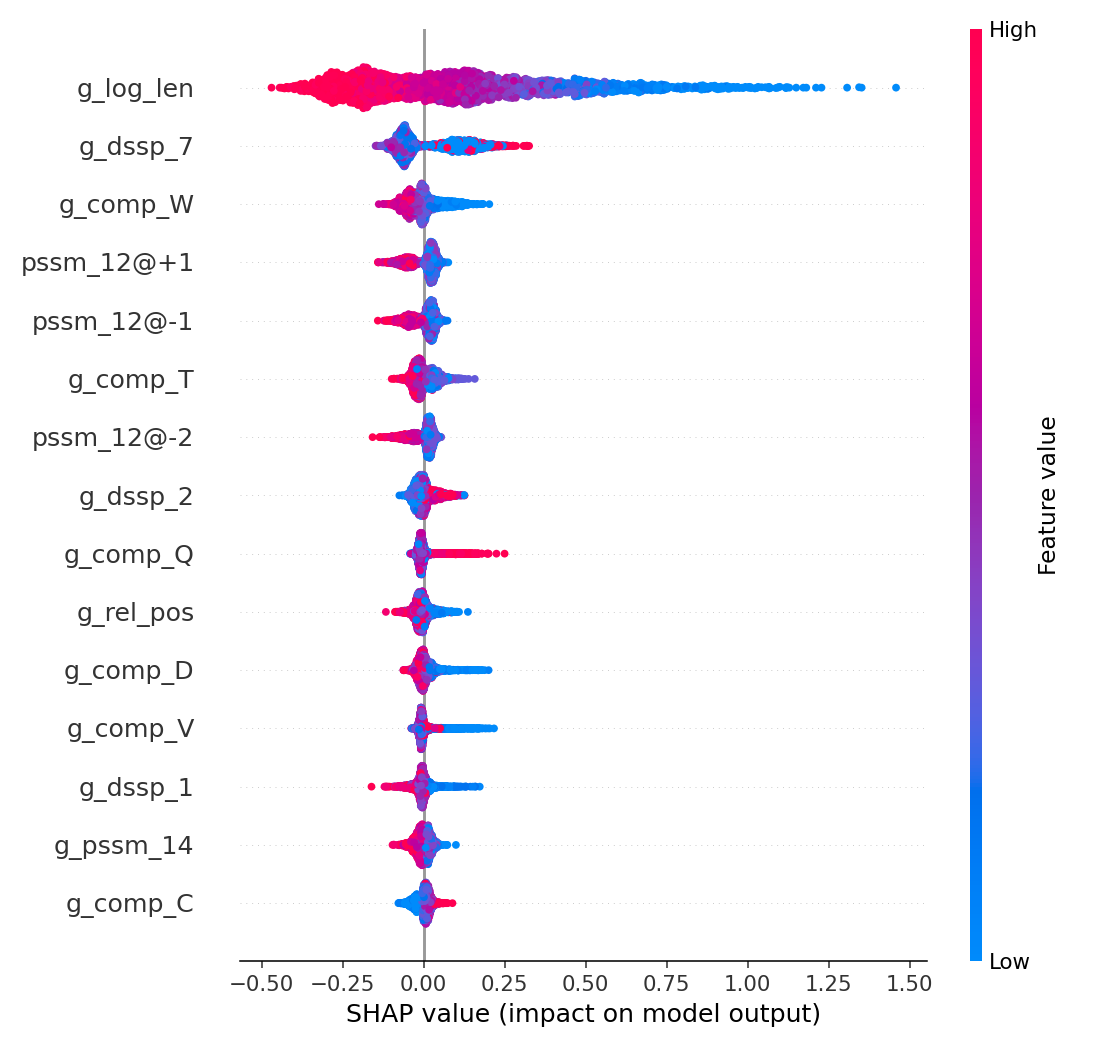 High
g_log_len
g_dssp_7
g_comp_W
pssm_12@+1
pssm_12@-1
g_comp_T
pssm_12@-2
g_dssp_2
g_comp_Q
g_rel_pos
g_comp_D
g_comp_V
g_dssp_1
g_pssm_14
g_comp_C
Feature value
Low
−0.50 −0.25 0.00 0.25 0.50 0.75 1.00 1.25 1.50
SHAP value (impact on model output)